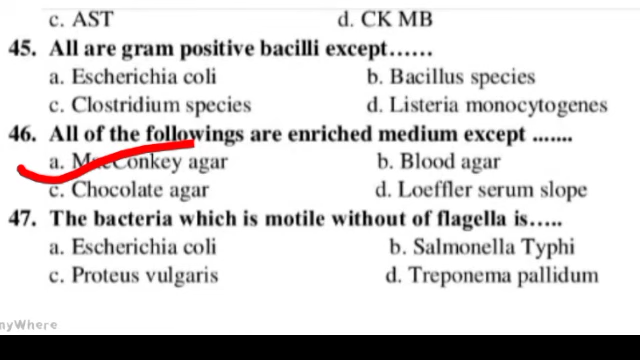 c. AST d. CK MB
45. All are gram positive bacilli except......
a. Escherichia coli b. Bacillus species
c. Clostridium species d. Listeria monocytogenes
46. All of the followings are enriched medium except .......
a. MacConkey agar b. Blood agar
c. Chocolate agar d. Loeffler serum slope
47. The bacteria which is motile without of flagella is.....
a. Escherichia coli b. Salmonella Typhi
c. Proteus vulgaris d. Treponema pallidum
nyWhere